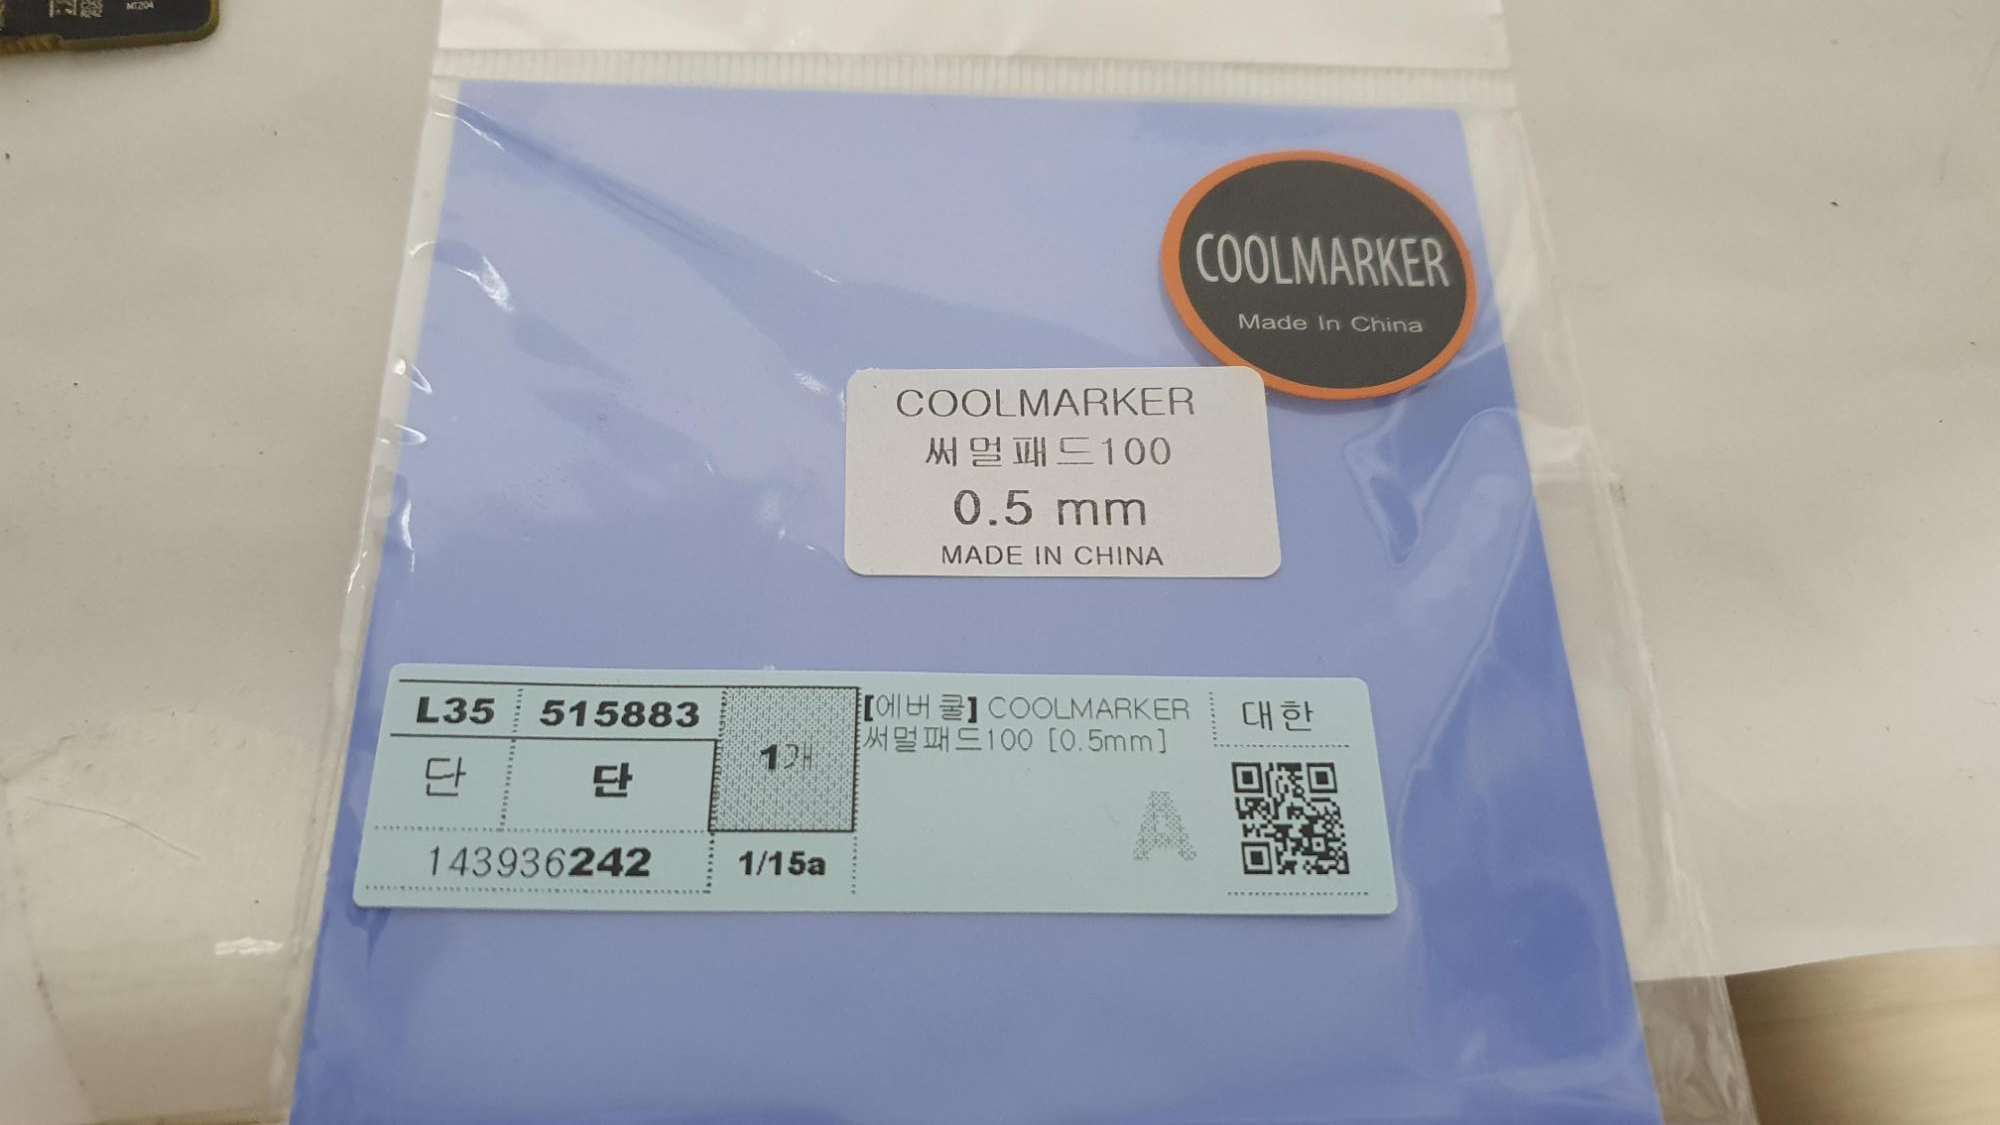 MT204
COOLMARKER
Made In China
COOLMARKER
써멀패드100
0.5 mm
MADE IN CHINA
L35 515883
단 단
1개
143936242 1/15a
[에버쿨] COOLMARKER
써멀패드100 [0.5mm]
A
대한